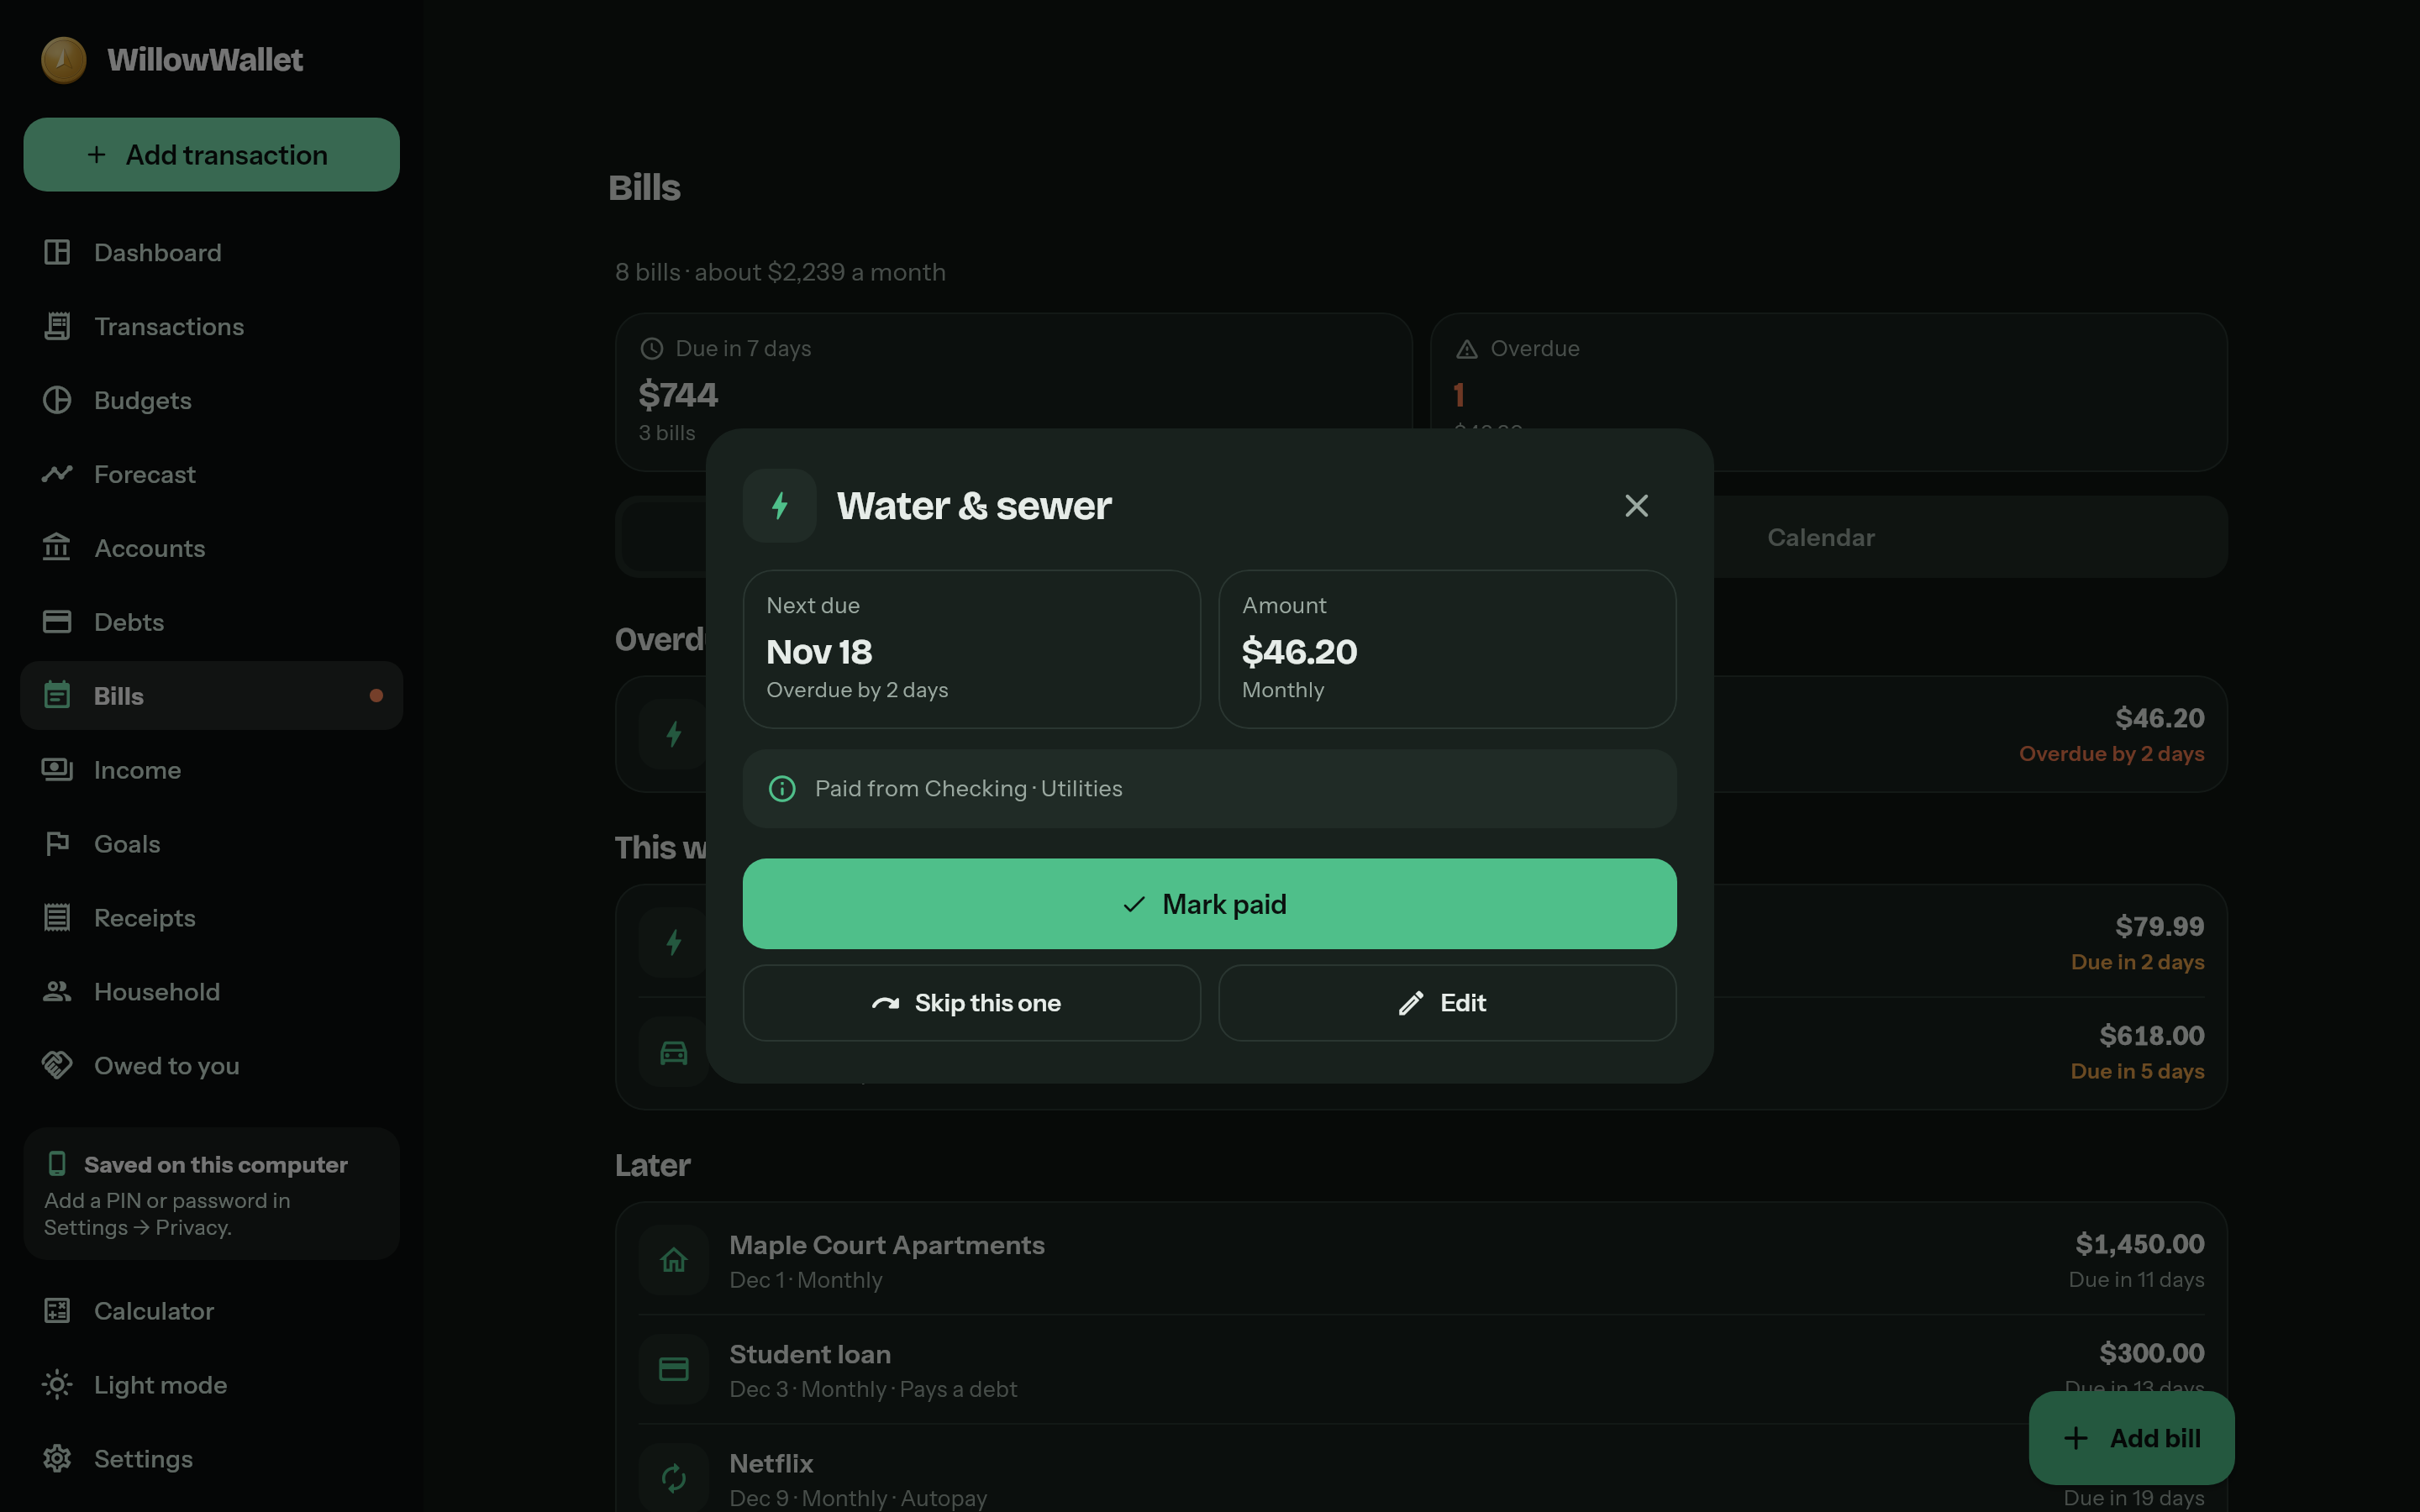 WillowWallet
Add transaction
Dashboard
Transactions
Budgets
Forecast
Accounts
Debts
Bills
Income
Goals
Receipts
Household
Owed to you
Saved on this computer
Add a PIN or password in
Settings → Privacy.
Calculator
Light mode
Settings
Bills
8 bills · about $2,239 a month
Due in 7 days
$744
3 bills
Overdue
1
Calendar
Water & sewer
Next due
Nov 18
Overdue by 2 days
Amount
$46.20
Monthly
Paid from Checking · Utilities
Mark paid
Skip this one
Edit
$46.20
Overdue by 2 days
$79.99
Due in 2 days
$618.00
Due in 5 days
Later
Maple Court Apartments
Dec 1 · Monthly
$1,450.00
Due in 11 days
Student loan
Dec 3 · Monthly · Pays a debt
$300.00
Due in 13 days
Netflix
Dec 9 · Monthly · Autopay
Due in 19 days
Add bill